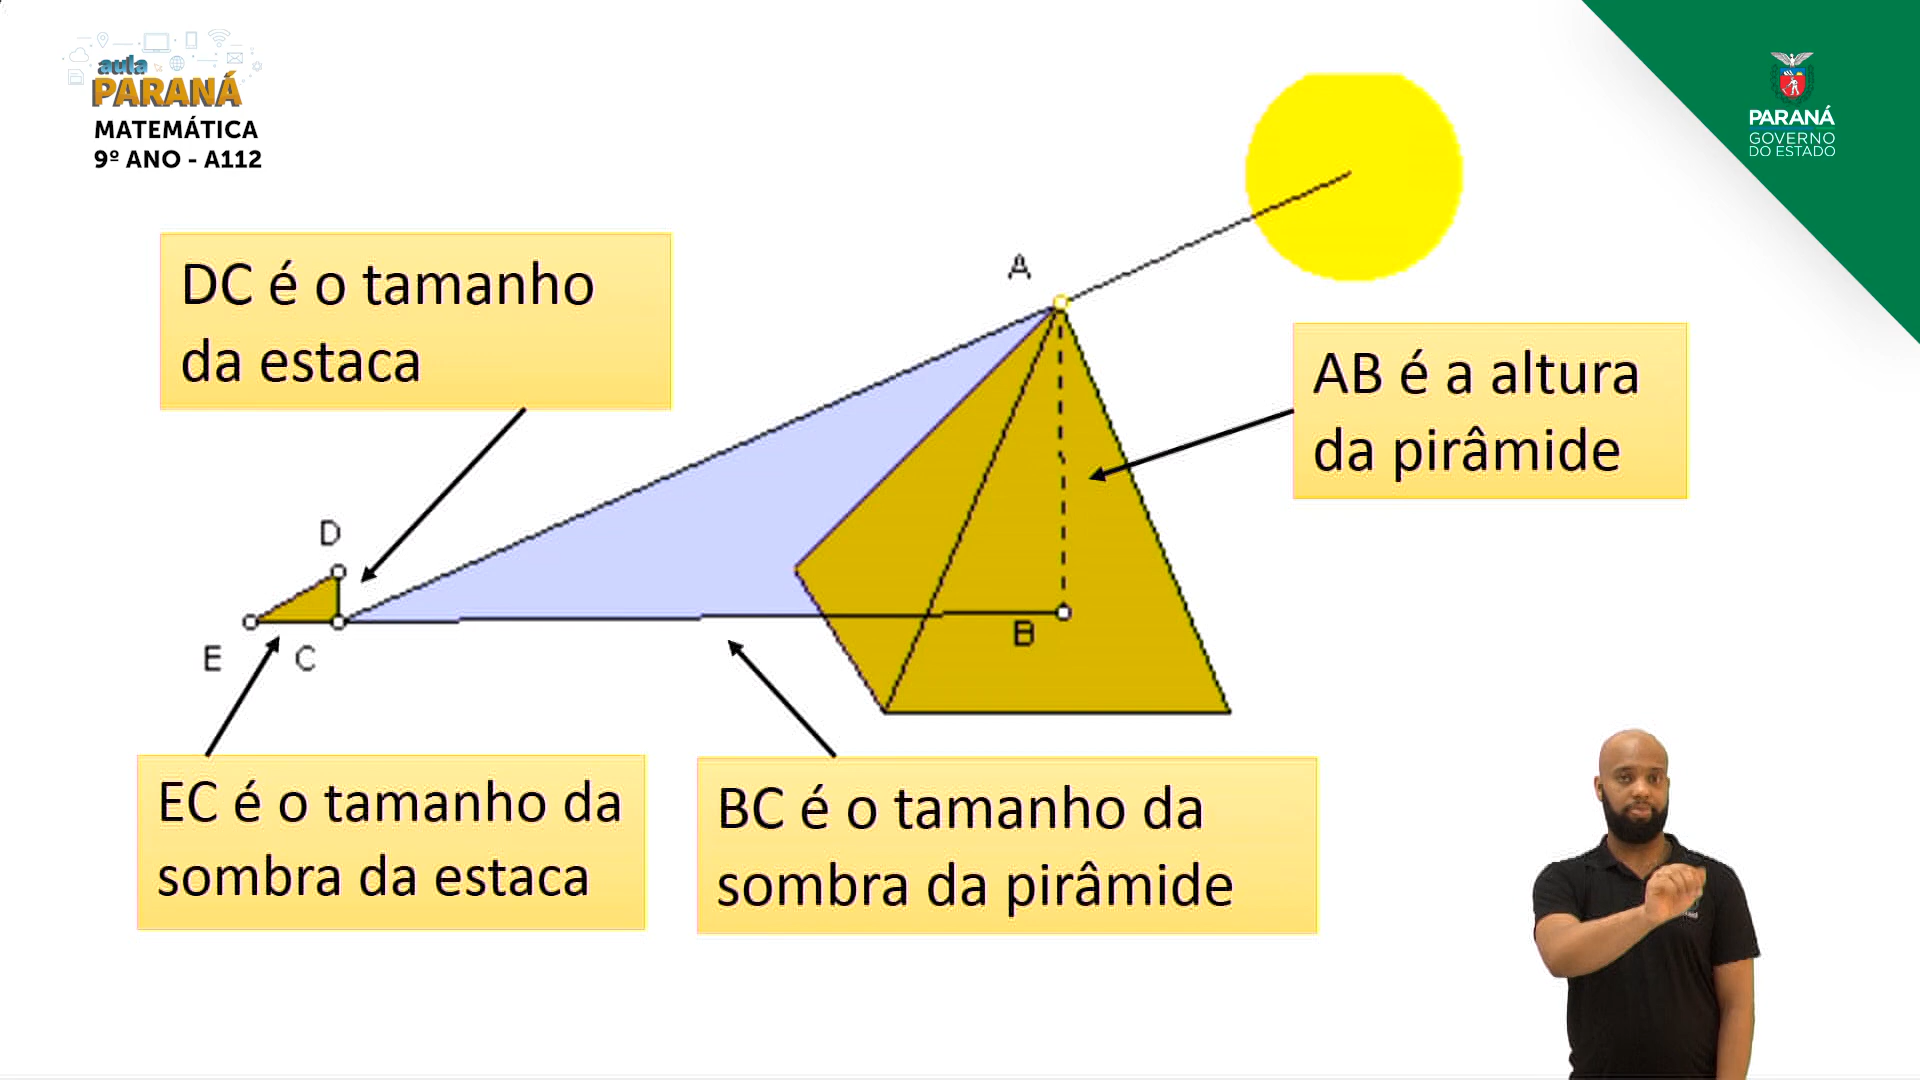 aula
PARANÁ
MATEMÁTICA
9º ANO - A112
PARANÁ
GOVERNO
DO ESTADO
DC é o tamanho
da estaca
A
AB é a altura
da pirâmide
D
B
E
C
EC é o tamanho da
sombra da estaca
BC é o tamanho da
sombra da pirâmide